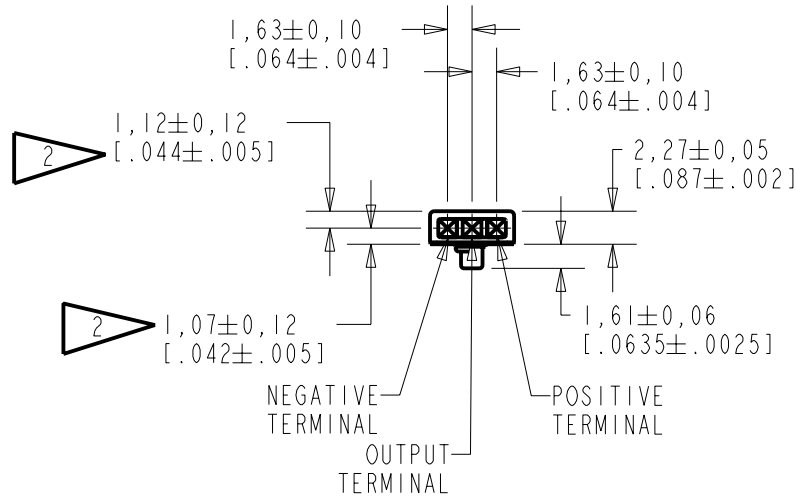 1,63±0,10
[.064±.004]
1,63±0,10
[.064±.004]
1,12±0,12
[.044±.005]
2
2,27±0,05
[.087±.002]
1,07±0,12
[.042±.005]
2
1,61±0,06
[.0635±.0025]
NEGATIVE
TERMINAL
POSITIVE
TERMINAL
OUTPUT
TERMINAL